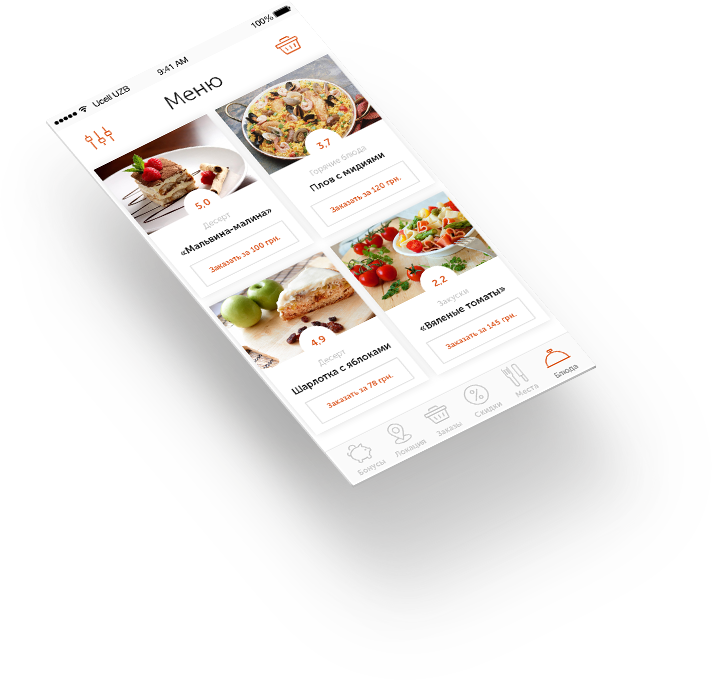 Ucell UZB
9:41 AM
100%
Меню
5,0
Десерт
«Мальвина-малина»
Заказать за 100 грн.
3,7
Горячие блюда
Плов с мидиями
Заказать за 120 грн.
4,9
Десерт
Шарлотка с яблоками
Заказать за 78 грн.
2,2
Закуски
«Вяленые томаты»
Заказать за 145 грн.
Бонусы
Локация
Заказы
%
Скидки
Места
Блюда